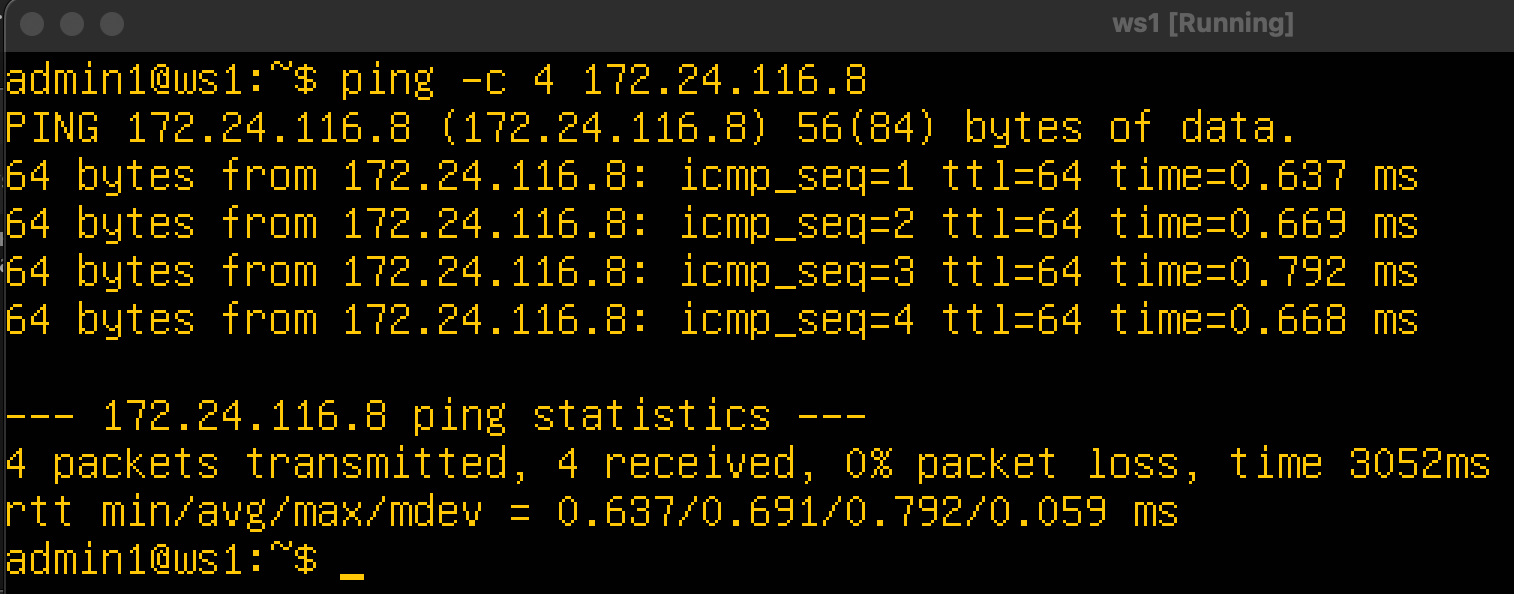 ws1 [Running]
admin1@ws1:~$ ping -c 4 172.24.116.8
PING 172.24.116.8 (172.24.116.8) 56(84) bytes of data.
64 bytes from 172.24.116.8: icmp_seq=1 ttl=64 time=0.637 ms
64 bytes from 172.24.116.8: icmp_seq=2 ttl=64 time=0.669 ms
64 bytes from 172.24.116.8: icmp_seq=3 ttl=64 time=0.792 ms
64 bytes from 172.24.116.8: icmp_seq=4 ttl=64 time=0.668 ms
--- 172.24.116.8 ping statistics ---
4 packets transmitted, 4 received, 0% packet loss, time 3052ms
rtt min/avg/max/mdev = 0.637/0.691/0.792/0.059 ms
admin1@ws1:~$ _